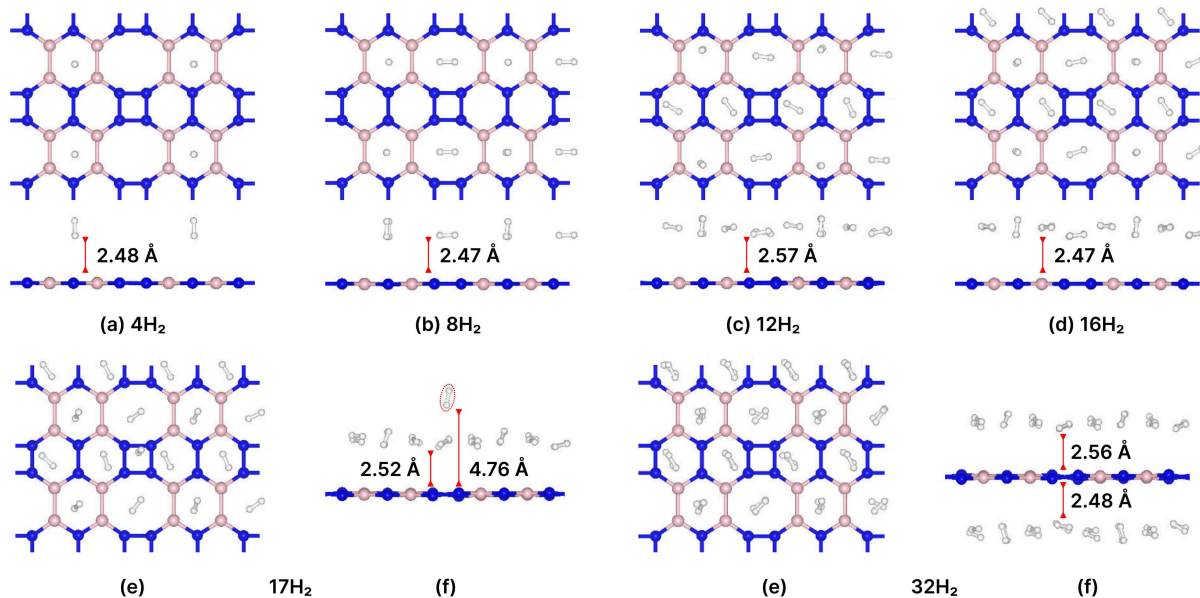 2.48 Å
2.47 Å
2.57 Å
2.47 Å
(a) 4H₂
(b) 8H₂
(c) 12H₂
(d) 16H₂
2.52 Å
4.76 Å
2.56 Å
2.48 Å
(e)
17H₂
(f)
(e)
32H₂
(f)